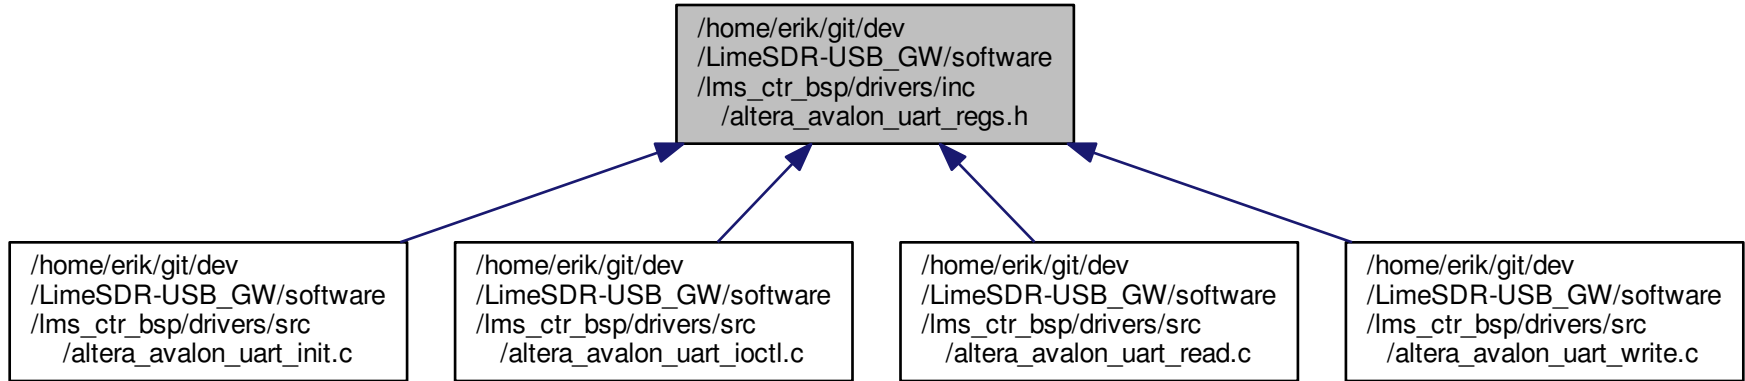 /home/erik/git/dev
/LimeSDR-USB_GW/software
/lms_ctr_bsp/drivers/inc
/altera_avalon_uart_regs.h
/home/erik/git/dev
/LimeSDR-USB_GW/software
/lms_ctr_bsp/drivers/src
/altera_avalon_uart_init.c
/home/erik/git/dev
/LimeSDR-USB_GW/software
/lms_ctr_bsp/drivers/src
/altera_avalon_uart_ioctl.c
/home/erik/git/dev
/LimeSDR-USB_GW/software
/lms_ctr_bsp/drivers/src
/altera_avalon_uart_read.c
/home/erik/git/dev
/LimeSDR-USB_GW/software
/lms_ctr_bsp/drivers/src
/altera_avalon_uart_write.c